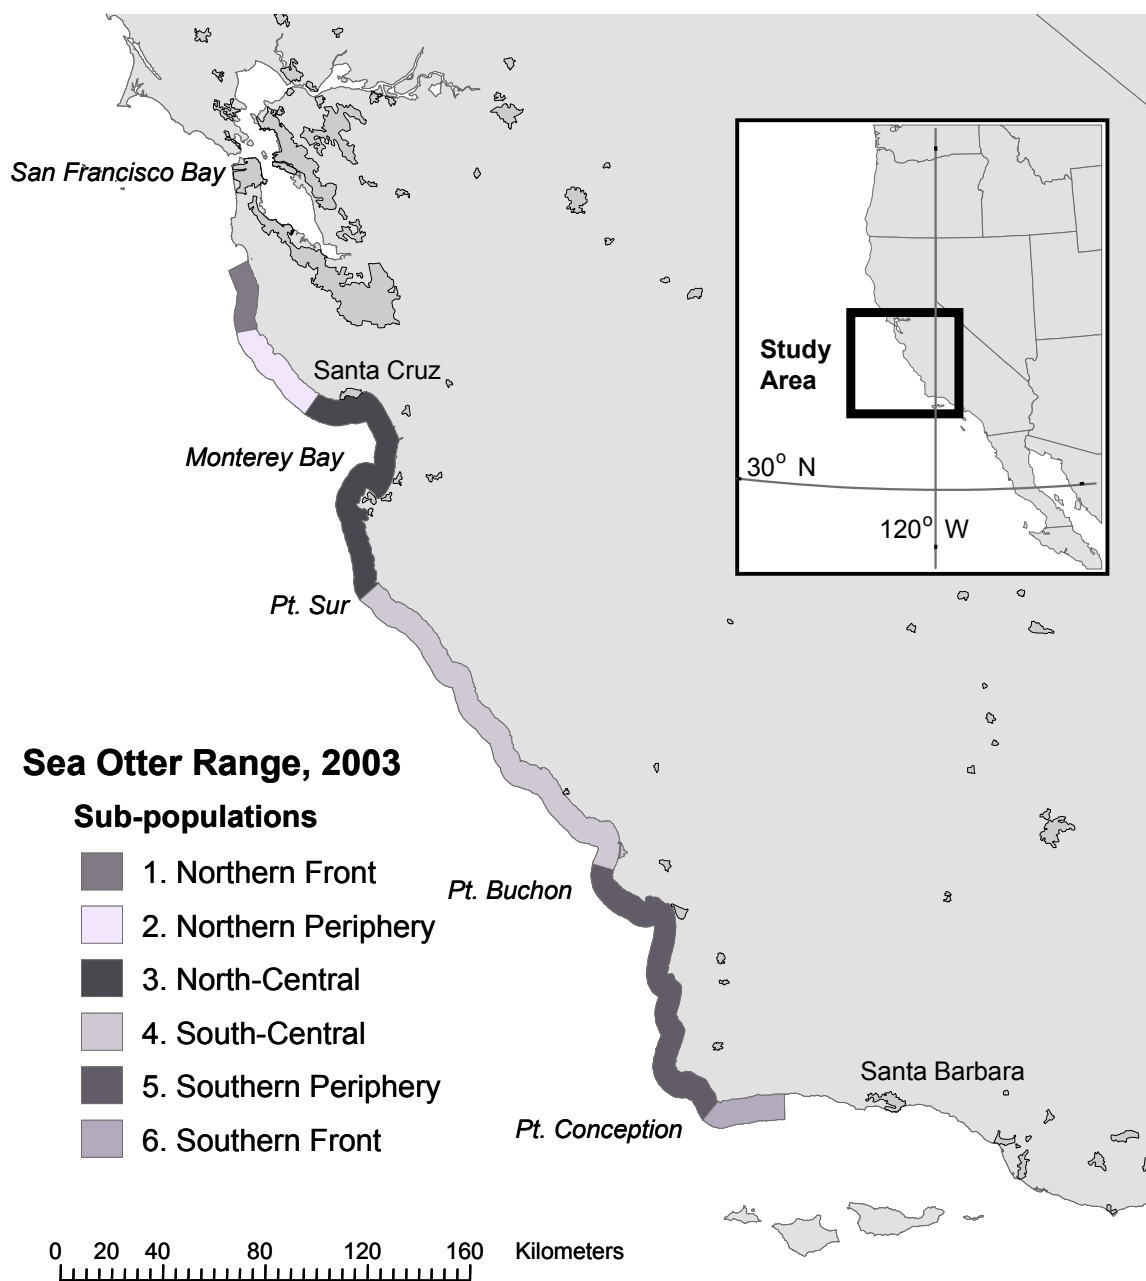 San Francisco Bay
Santa Cruz
Monterey Bay
Pt. Sur
Study
Area
30° N
120° W
Sea Otter Range, 2003
Sub-populations
1. Northern Front
2. Northern Periphery
3. North-Central
4. South-Central
5. Southern Periphery
6. Southern Front
Pt. Buchon
Santa Barbara
Pt. Conception
0 20 40 80 120 160 Kilometers